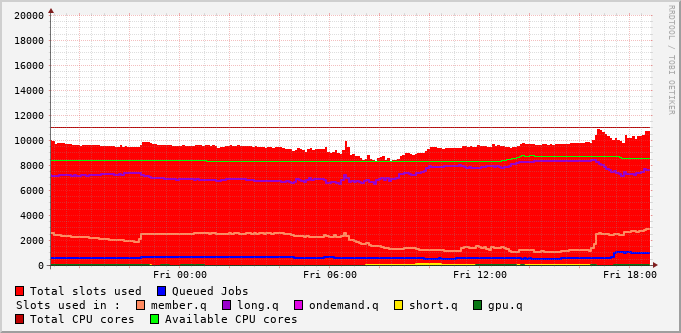 20000
18000
16000
14000
12000
10000
8000
6000
4000
2000
0
Fri 00:00 Fri 06:00 Fri 12:00 Fri 18:00
Total slots used Queued Jobs
Slots used in : member.q long.q ondemand.q short.q gpu.q
Total CPU cores Available CPU cores
RRDTOOL / TOBI OETIKER